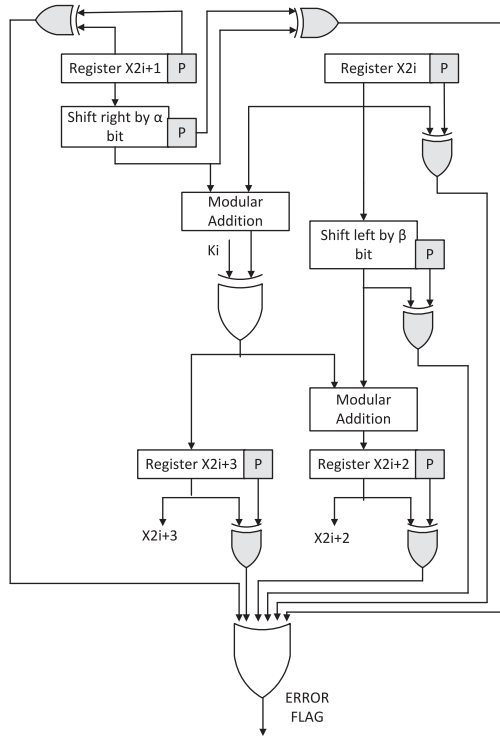 Register X2i+1 P
Register X2i P
Shift right by α
bit
P
Modular
Addition
Ki
Shift left by β
bit
P
Modular
Addition
Register X2i+3 P
Register X2i+2 P
X2i+3
X2i+2
ERROR
FLAG